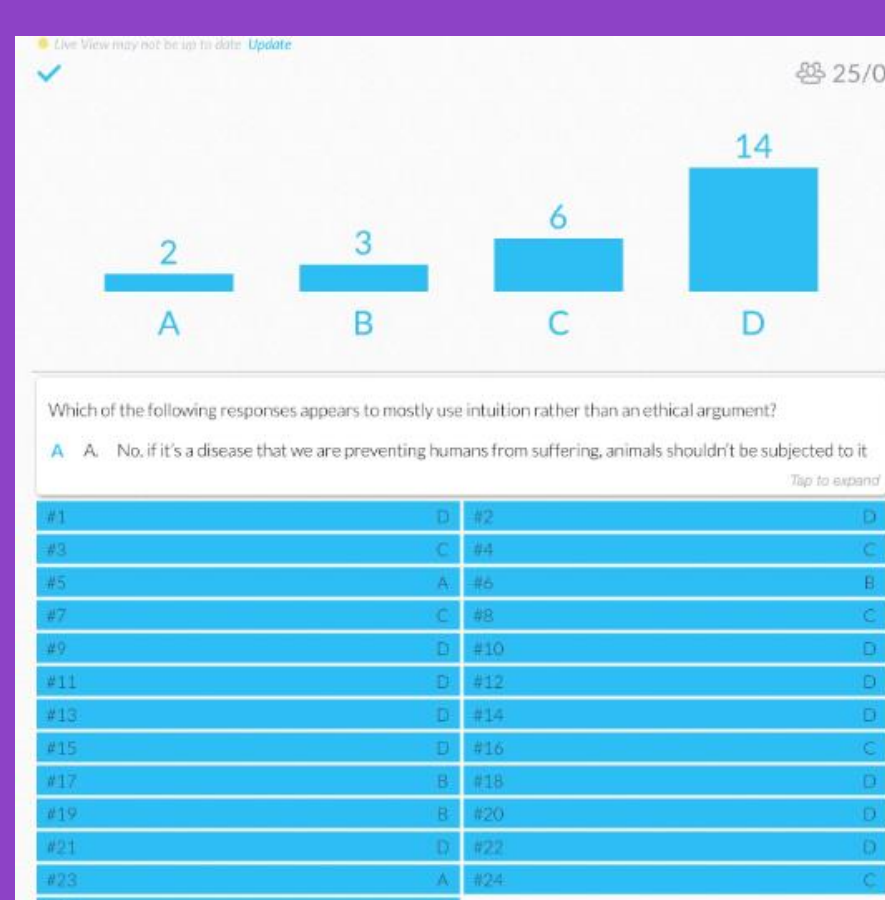 Live View may not be up to date Update
25/0
14
6
3
2
A B C D
Which of the following responses appears to mostly use intuition rather than an ethical argument?
A A. No, if it's a disease that we are preventing humans from suffering, animals shouldn't be subjected to it
Tap to expand
#1 D #2 D
#3 C #4 C
#5 A #6 B
#7 C #8 C
#9 D #10 D
#11 D #12 D
#13 D #14 D
#15 D #16 C
#17 B #18 D
#19 B #20 D
#21 D #22 D
#23 A #24 C